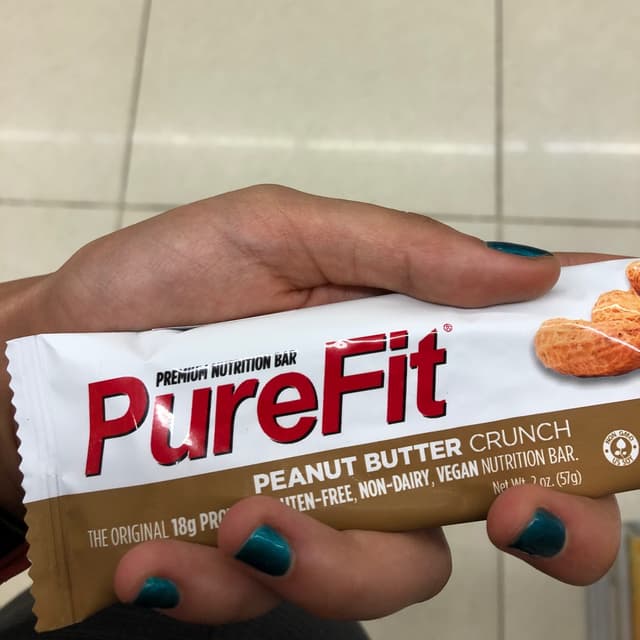 PREMIUM NUTRITION BAR
PureFit®
PEANUT BUTTER CRUNCH
THE ORIGINAL 18g NON-DAIRY, VEGAN NUTRITION BAR.
Net Wt. 2 oz. (57g)